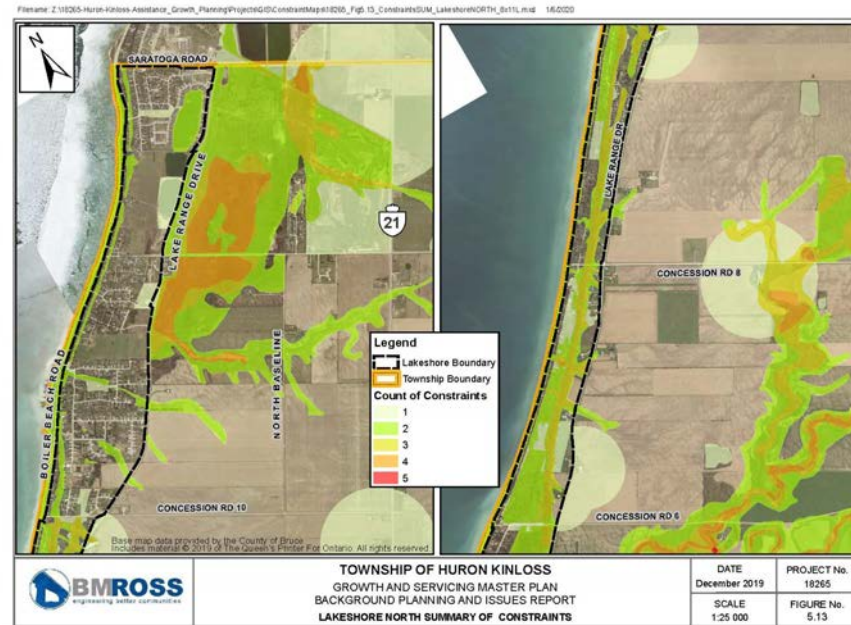 Filename: Z:\18265-Huron-Kinloss-Assistance_Growth_Planning\Projects\GIS\ConstraintMaps\18265_Fig5.13_ConstraintsSUM_LakeshoreNORTH_8x11L.mxd 1/6/2020
N
SARATOGA ROAD
LAKE RANGE DRIVE
21
BOILER BEACH ROAD
NORTH BASELINE
CONCESSION RD 10
Base map data provided by the County of Bruce
Includes material © 2019 of The Queen's Printer For Ontario. All rights reserved
Legend
Lakeshore Boundary
Township Boundary
Count of Constraints
1
2
3
4
5
LAKE RANGE DR.
CONCESSION RD 8
CONCESSION RD 6
BMROSS
engineering better communities
TOWNSHIP OF HURON KINLOSS
GROWTH AND SERVICING MASTER PLAN
BACKGROUND PLANNING AND ISSUES REPORT
LAKESHORE NORTH SUMMARY OF CONSTRAINTS
DATE
December 2019
PROJECT No.
18265
SCALE
1:25 000
FIGURE No.
5.13